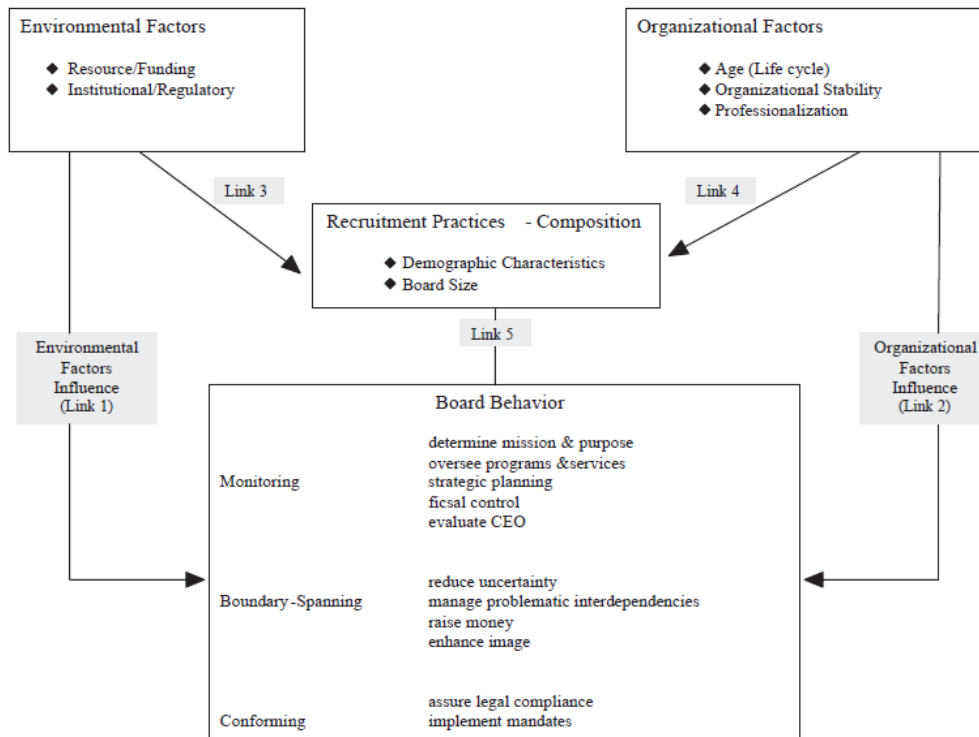 Environmental Factors
◆ Resource/Funding
◆ Institutional/Regulatory
Organizational Factors
◆ Age (Life cycle)
◆ Organizational Stability
◆ Professionalization
Link 3
Link 4
Recruitment Practices - Composition
◆ Demographic Characteristics
◆ Board Size
Link 5
Environmental
Factors
Influence
(Link 1)
Organizational
Factors
Influence
(Link 2)
Board Behavior
Monitoring
determine mission & purpose
oversee programs &services
strategic planning
ficsal control
evaluate CEO
Boundary-Spanning
reduce uncertainty
manage problematic interdependencies
raise money
enhance image
Conforming
assure legal compliance
implement mandates